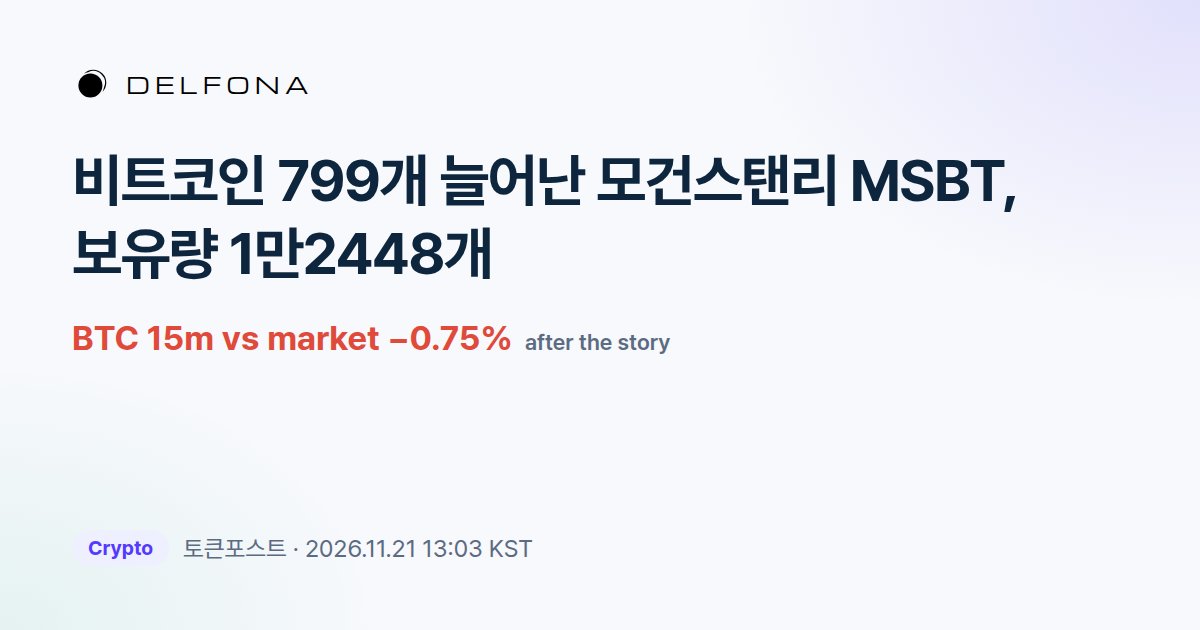 DELFONA
비트코인 799개 늘어난 모건스탠리 MSBT,
보유량 1만2448개
BTC 15m vs market −0.75% after the story
Crypto 토큰포스트 · 2026.11.21 13:03 KST